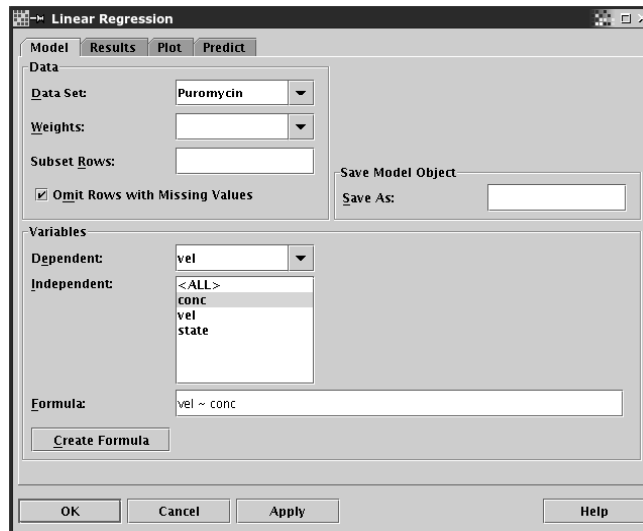 Linear Regression
Model Results Plot Predict
Data
Data Set: Puromycin
Weights:
Subset Rows:
Omit Rows with Missing Values
Save Model Object
Save As:
Variables
Dependent: vel
Independent: <ALL>
conc
vel
state
Formula: vel ~ conc
Create Formula
OK Cancel Apply Help